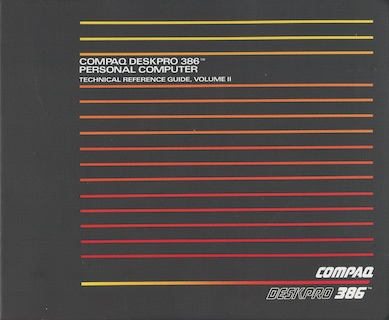 COMPAQ DESKPRO 386™
PERSONAL COMPUTER
TECHNICAL REFERENCE GUIDE, VOLUME II
COMPAQ
DESKPRO 386™